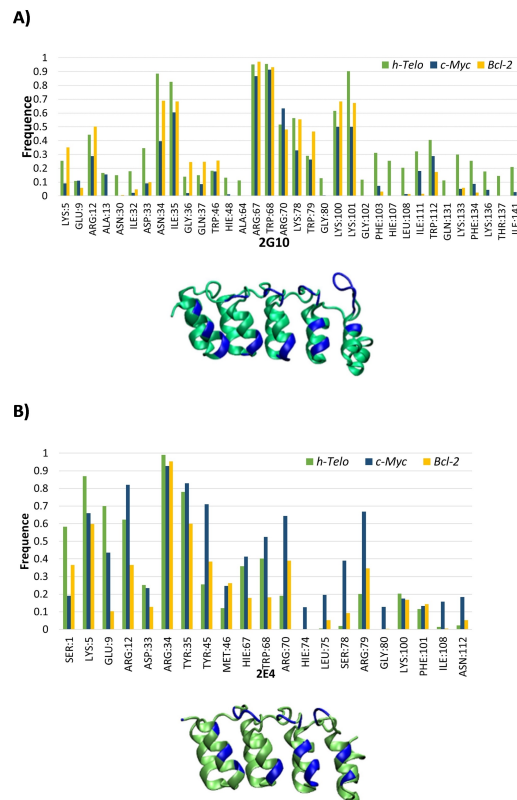 A)
Frequence
1
0.9
0.8
0.7
0.6
0.5
0.4
0.3
0.2
0.1
0
h-Telo c-Myc Bcl-2
LYS:5
GLU:9
ARG:12
ALA:13
ASN:30
ILE:32
ASP:33
ASN:34
ILE:35
GLY:36
GLN:37
TRP:46
HIE:48
ALA:64
ARG:67
TRP:68
ARG:70
LYS:78
TRP:79
GLY:80
LYS:100
LYS:101
GLY:102
PHE:103
HIE:107
LEU:108
ILE:111
TRP:112
GLN:131
LYS:133
PHE:134
LYS:136
THR:137
ILE:141
2G10
B)
Frequence
1
0.9
0.8
0.7
0.6
0.5
0.4
0.3
0.2
0.1
0
h-Telo c-Myc Bcl-2
SER:1
LYS:5
GLU:9
ARG:12
ASP:33
ARG:34
TYR:35
TYR:45
MET:46
HIE:67
TRP:68
ARG:70
HIE:74
LEU:75
SER:78
ARG:79
GLY:80
LYS:100
PHE:101
ILE:108
ASN:112
2E4